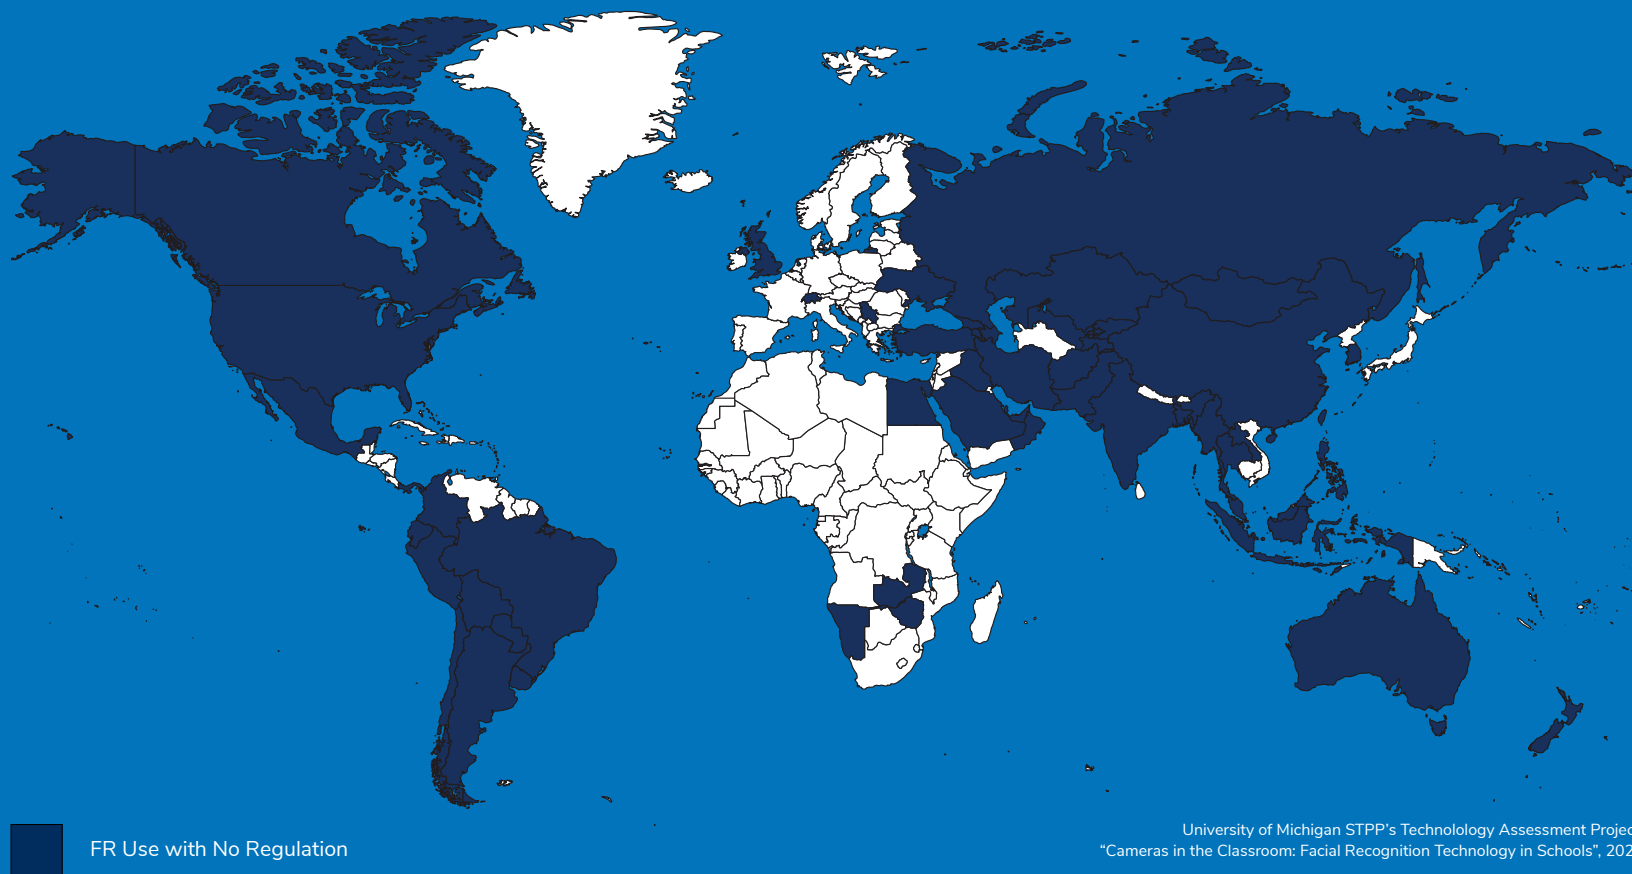 FR Use with No Regulation
University of Michigan STPP's Technolology Assessment Projec
“Cameras in the Classroom: Facial Recognition Technology in Schools”, 202